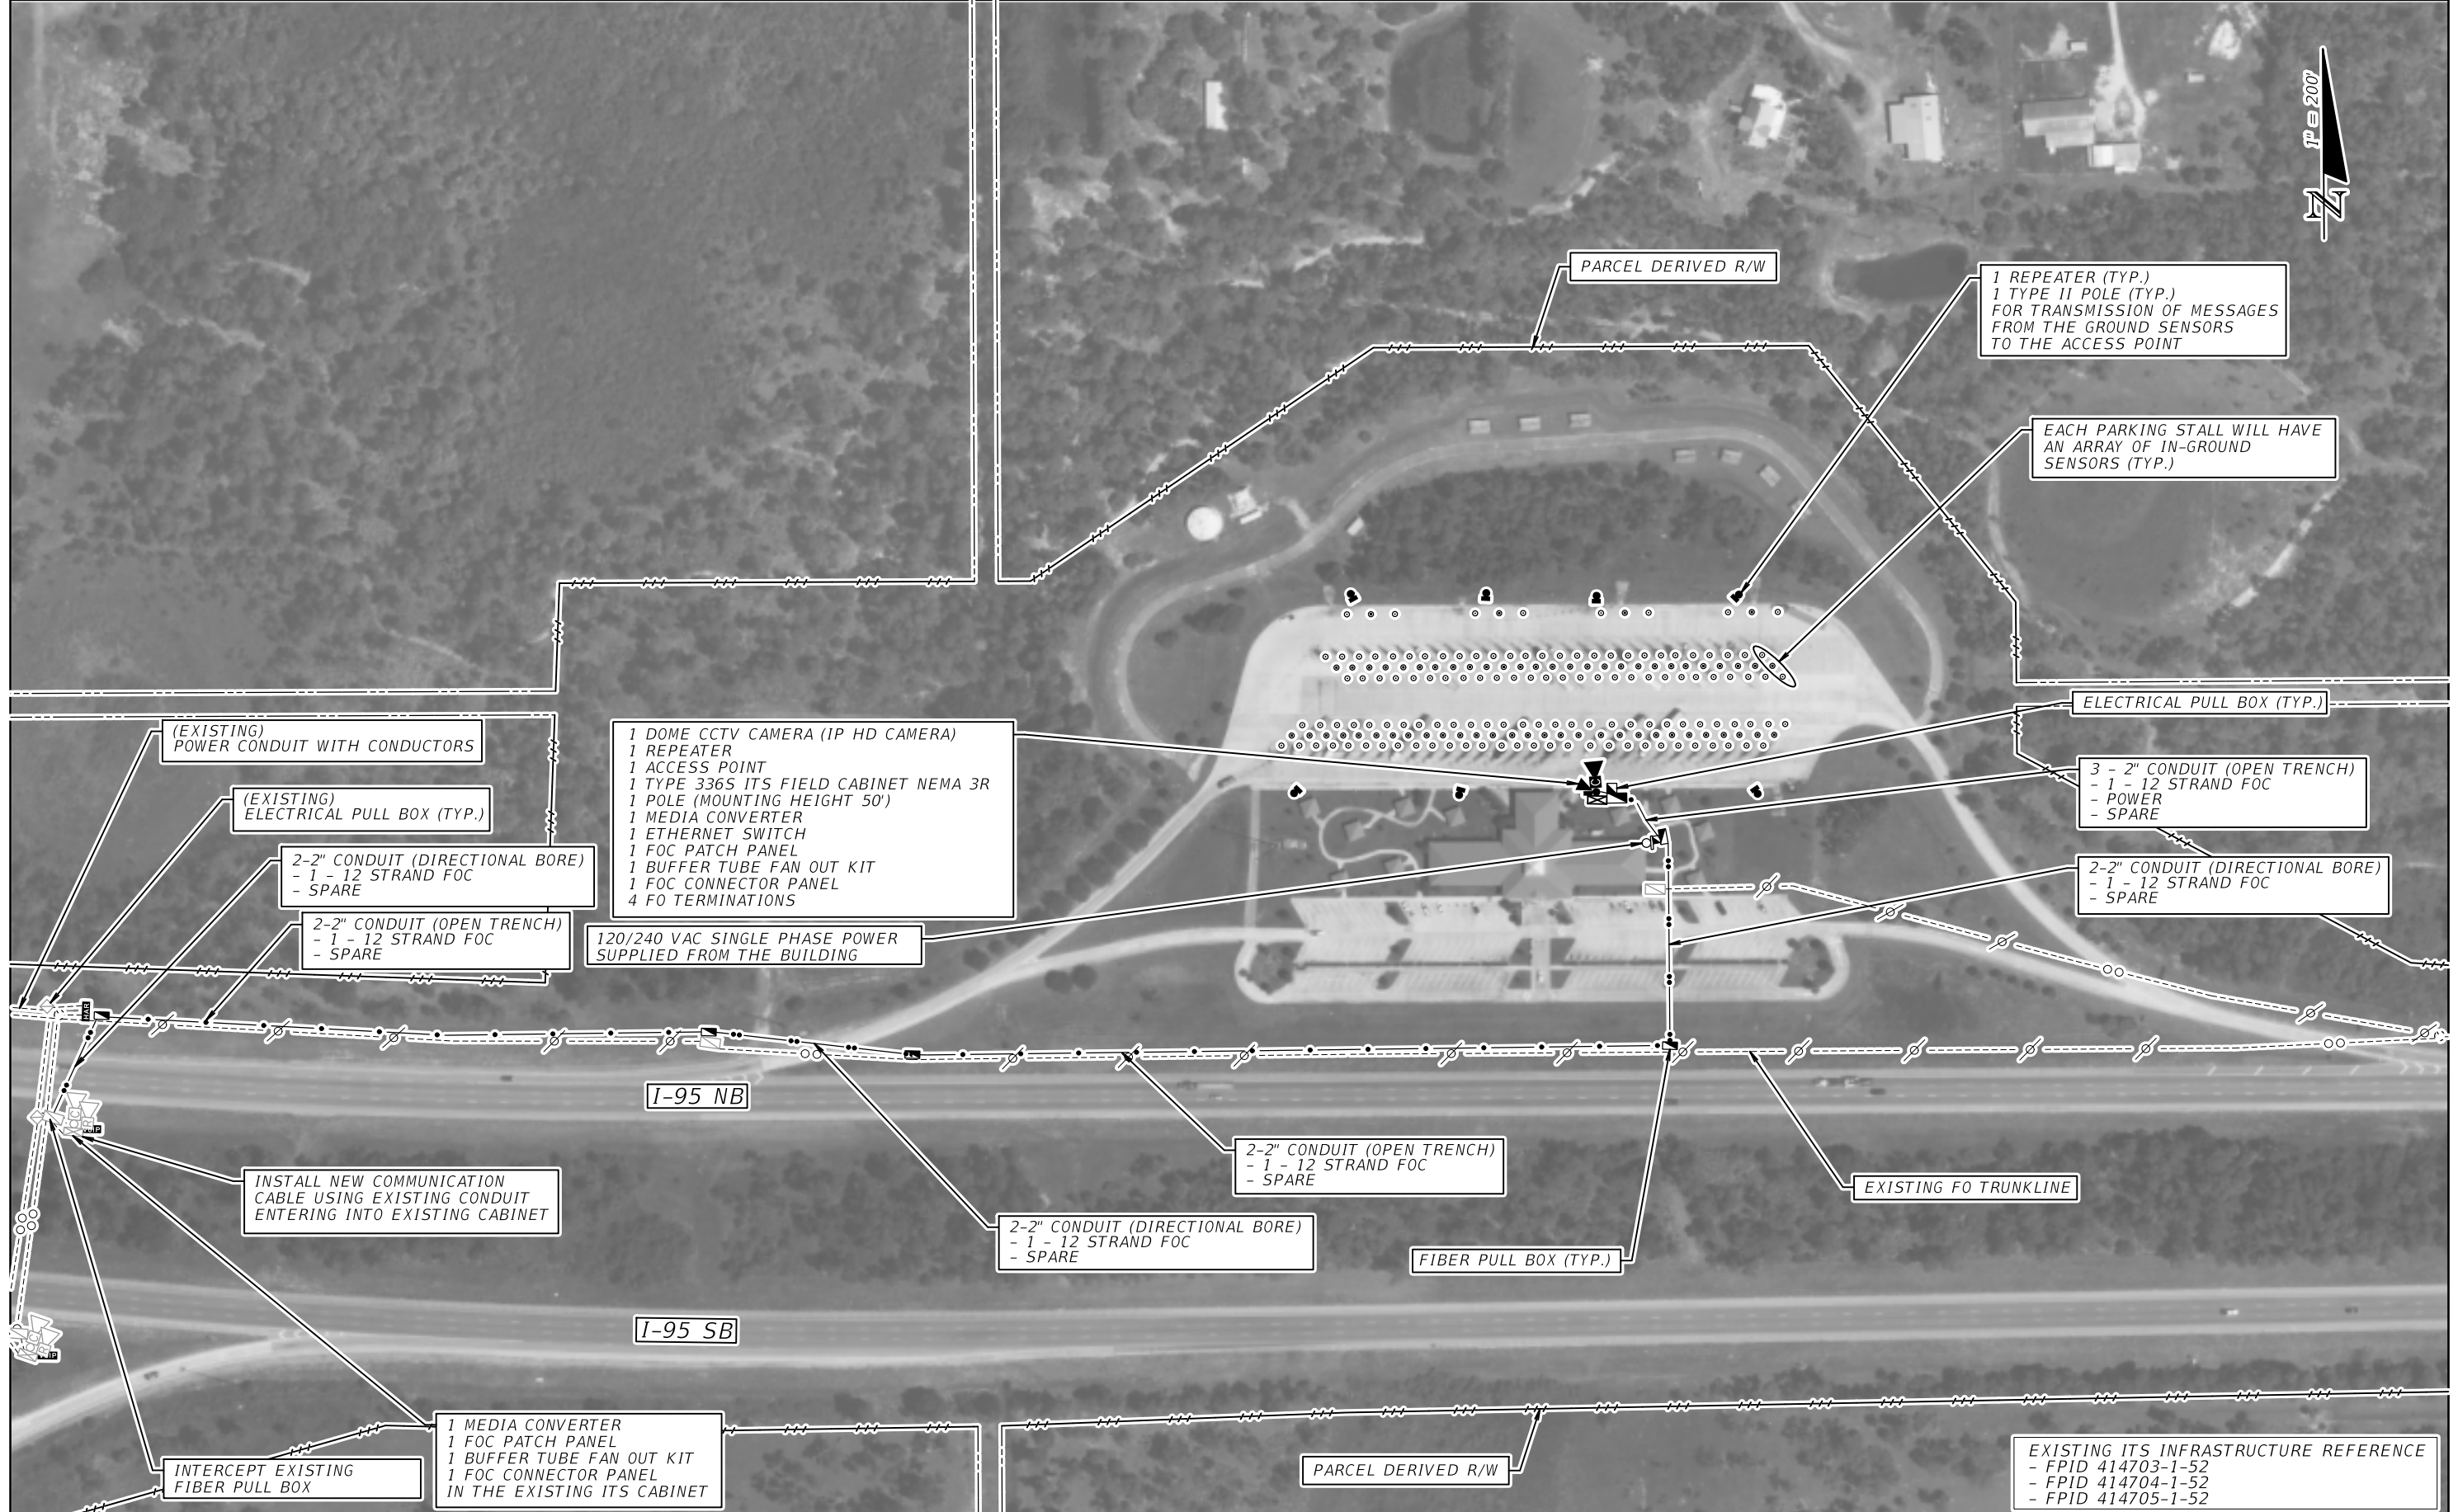 1" = 200'
N
PARCEL DERIVED R/W
1 REPEATER (TYP.)
1 TYPE II POLE (TYP.)
FOR TRANSMISSION OF MESSAGES
FROM THE GROUND SENSORS
TO THE ACCESS POINT
EACH PARKING STALL WILL HAVE
AN ARRAY OF IN-GROUND
SENSORS (TYP.)
ELECTRICAL PULL BOX (TYP.)
(EXISTING)
POWER CONDUIT WITH CONDUCTORS
(EXISTING)
ELECTRICAL PULL BOX (TYP.)
2-2" CONDUIT (DIRECTIONAL BORE)
- 1 - 12 STRAND FOC
- SPARE
2-2" CONDUIT (OPEN TRENCH)
- 1 - 12 STRAND FOC
- SPARE
1 DOME CCTV CAMERA (IP HD CAMERA)
1 REPEATER
1 ACCESS POINT
1 TYPE 336S ITS FIELD CABINET NEMA 3R
1 POLE (MOUNTING HEIGHT 50')
1 MEDIA CONVERTER
1 ETHERNET SWITCH
1 FOC PATCH PANEL
1 BUFFER TUBE FAN OUT KIT
1 FOC CONNECTOR PANEL
4 FO TERMINATIONS
120/240 VAC SINGLE PHASE POWER
SUPPLIED FROM THE BUILDING
3 - 2" CONDUIT (OPEN TRENCH)
- 1 - 12 STRAND FOC
- POWER
- SPARE
2-2" CONDUIT (DIRECTIONAL BORE)
- 1 - 12 STRAND FOC
- SPARE
HAR
I-95 NB
2-2" CONDUIT (OPEN TRENCH)
- 1 - 12 STRAND FOC
- SPARE
INSTALL NEW COMMUNICATION
CABLE USING EXISTING CONDUIT
ENTERING INTO EXISTING CABINET
EXISTING FO TRUNKLINE
2-2" CONDUIT (DIRECTIONAL BORE)
- 1 - 12 STRAND FOC
- SPARE
FIBER PULL BOX (TYP.)
I-95 SB
1 MEDIA CONVERTER
1 FOC PATCH PANEL
1 BUFFER TUBE FAN OUT KIT
1 FOC CONNECTOR PANEL
IN THE EXISTING ITS CABINET
INTERCEPT EXISTING
FIBER PULL BOX
PARCEL DERIVED R/W
EXISTING ITS INFRASTRUCTURE REFERENCE
- FPID 414703-1-52
- FPID 414704-1-52
- FPID 414705-1-52